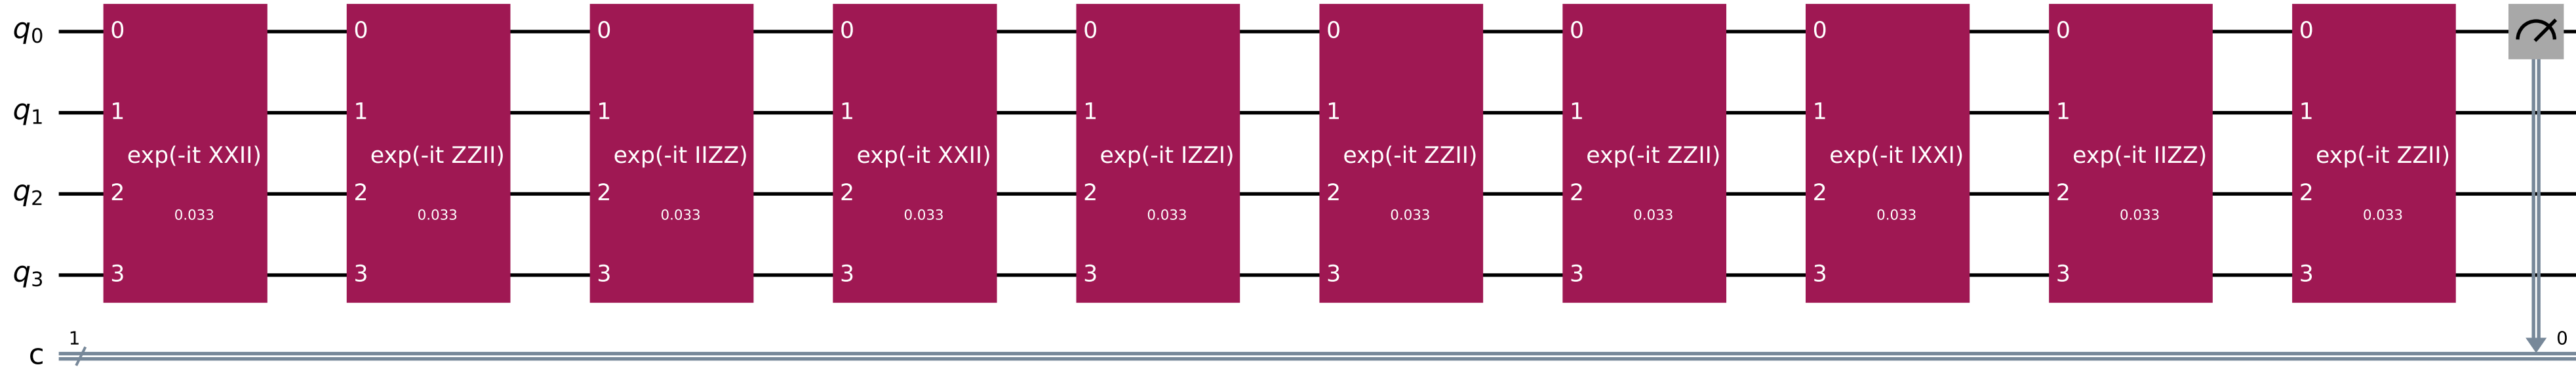 q0 0 0 0 0 0 0 0 0 0 0
q1 1 1 1 1 1 1 1 1 1 1
exp(-it XXII) exp(-it ZZII) exp(-it IIZZ) exp(-it XXII) exp(-it IZZI) exp(-it ZZII) exp(-it ZZII) exp(-it IXXI) exp(-it IIZZ) exp(-it ZZII)
q2 2 2 2 2 2 2 2 2 2 2
0.033 0.033 0.033 0.033 0.033 0.033 0.033 0.033 0.033 0.033
q3 3 3 3 3 3 3 3 3 3 3
1 0
c